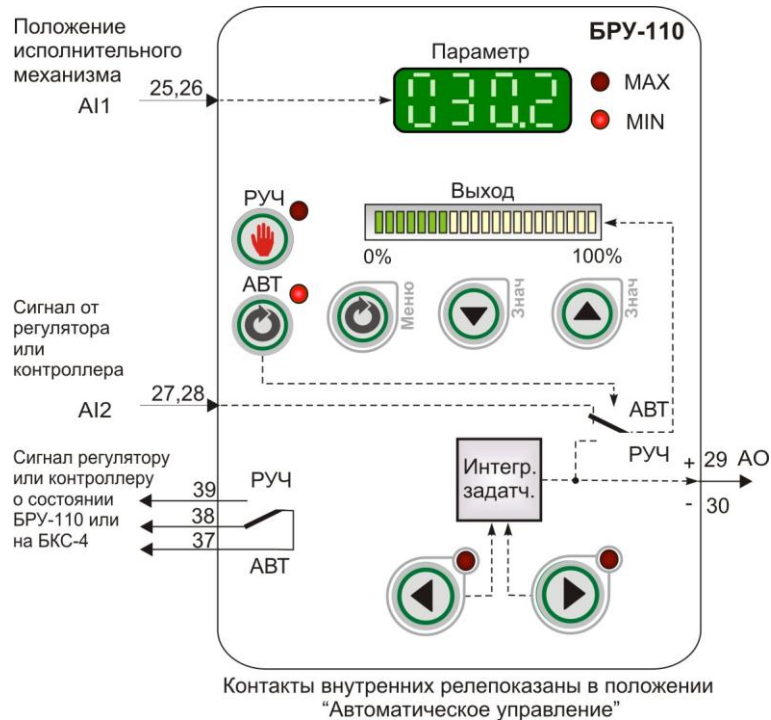 БРУ-110
Положение
исполнительного
механизма
AI1
25,26
Параметр
030.2
MAX
MIN
РУЧ
Выход
0%
100%
АВТ
Меню
Знач
Знач
Сигнал от
регулятора
или
контроллера
AI2
27,28
АВТ
РУЧ
Интегр.
задатч.
+ 29 AO
- 30
Сигнал регулятору
или контроллеру
о состоянии
БРУ-110 или
на БКС-4
39
38
37
РУЧ
АВТ
Контакты внутренних релепоказаны в положении
“Автоматическое управление”